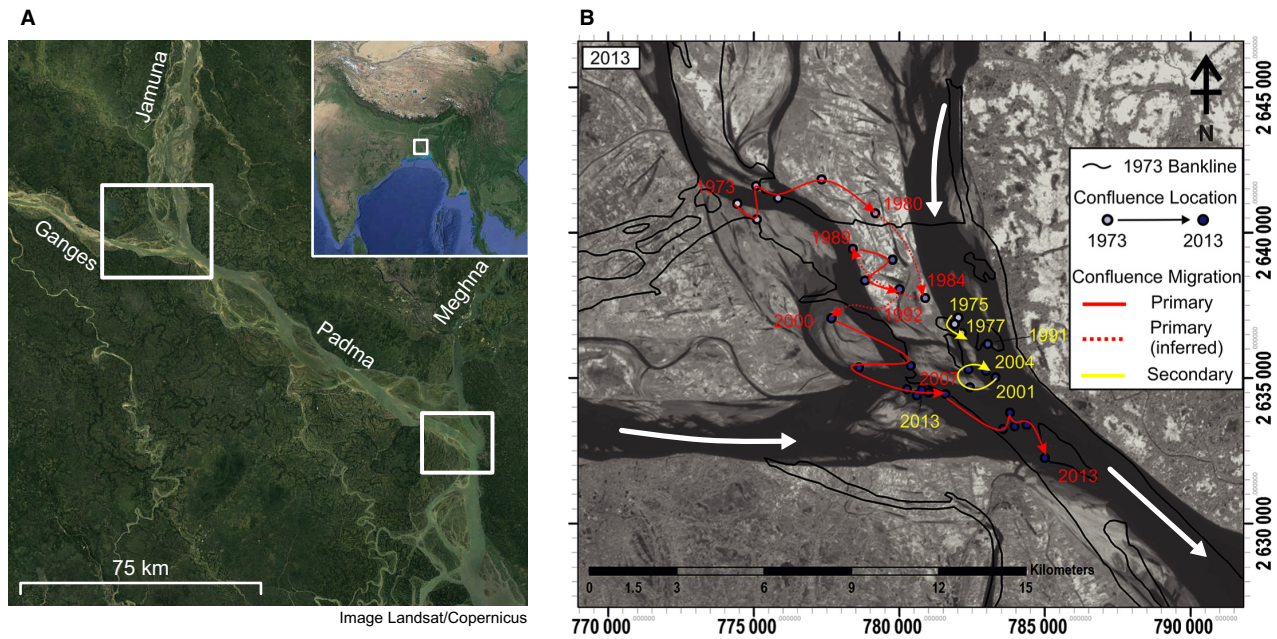 A
Jamuna
Ganges
Meghna
Padma
75 km
Image Landsat/Copernicus
B
2013
N
1973 Bankline
Confluence Location
1973
2013
Confluence Migration
Primary
Primary
(inferred)
Secondary
1973
1980
1989
1984
1992
2000
1975
1977
1991
2004
2001
2007
2013
2013
0
1.5
3
6
9
12
15
Kilometers
2 645 000
2 640 000
2 635 000
2 630 000
770 000
775 000
780 000
785 000
790 000